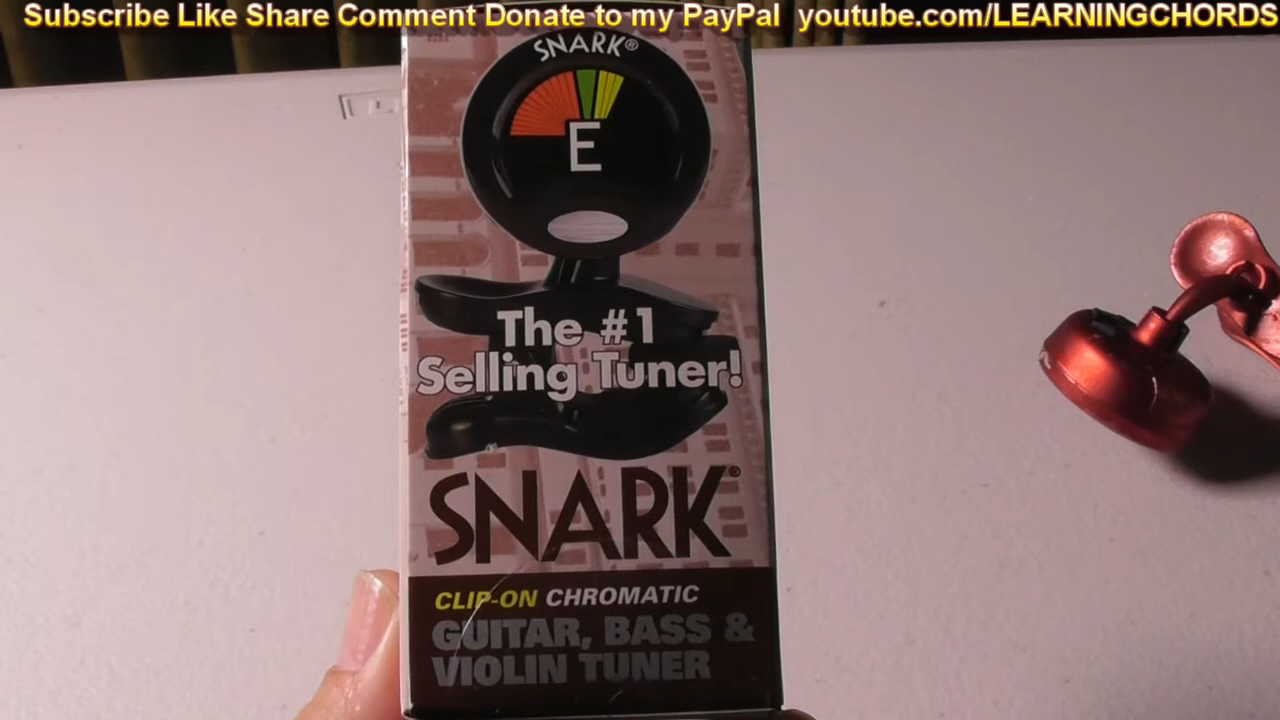 Subscribe Like Share Comment Donate to my PayPal youtube.com/LEARNINGCHORDS
SNARK®
E
The #1
Selling Tuner!
SNARK®
CLIP-ON CHROMATIC
GUITAR, BASS &
VIOLIN TUNER